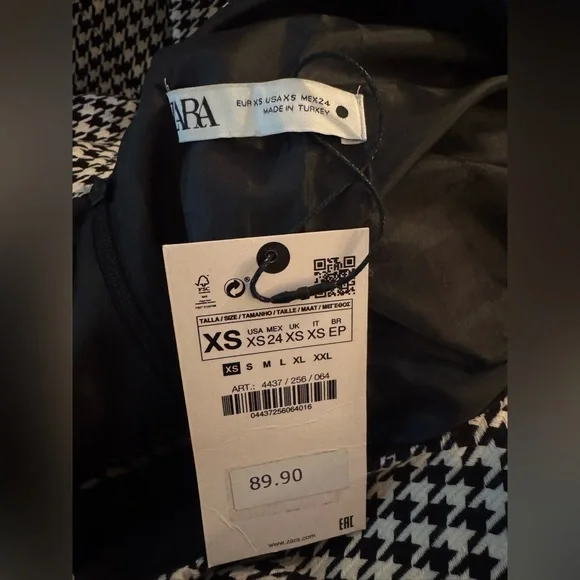 ZARA
EUR XS USA XS MEX 24
MADE IN TURKEY
FSC
TALLA / SIZE / TAMANHO / TAILLE / MAAT / ΜΕΓΕΘΟΣ
USA MEX UK IT BR
XS XS 24 XS XS EP
XS S M L XL XXL
ART.: 4437 / 256 / 064
04437256064016
89.90
www.zara.com
EAC